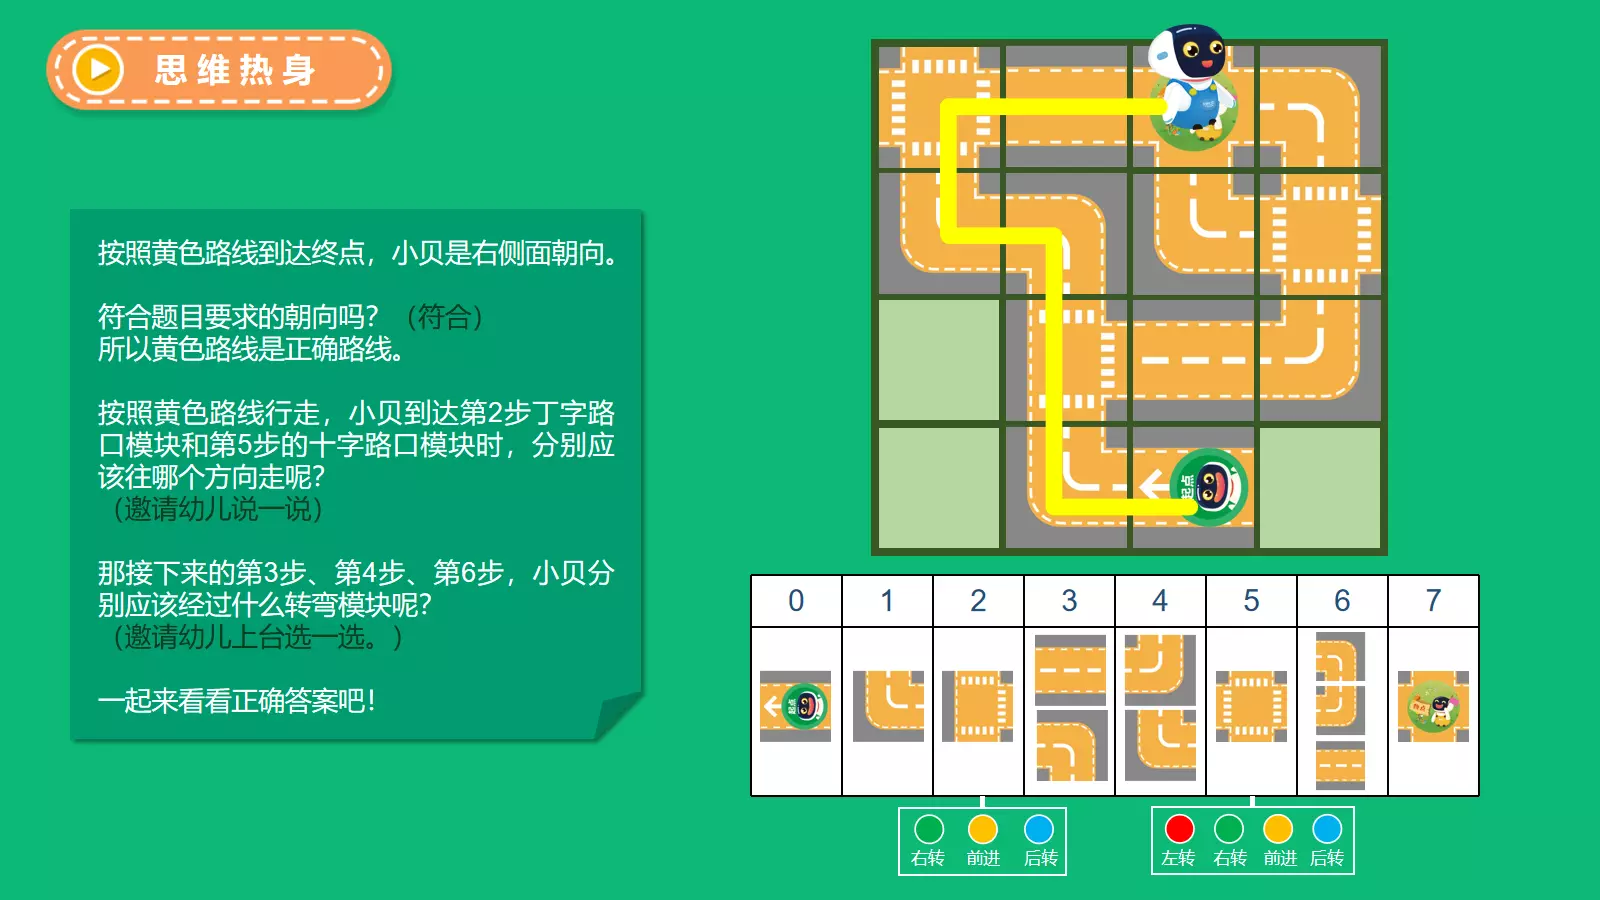 思维热身
按照黄色路线到达终点，小贝是右侧面朝向。
符合题目要求的朝向吗？（符合）
所以黄色路线是正确路线。
按照黄色路线行走，小贝到达第2步丁字路
口模块和第5步的十字路口模块时，分别应
该往哪个方向走呢？
（邀请幼儿说一说）
那接下来的第3步、第4步、第6步，小贝分
别应该经过什么转弯模块呢？
（邀请幼儿上台选一选。）
一起来看看正确答案吧！
起点
0 1 2 3 4 5 6 7
起点
终点
右转 前进 后转
左转 右转 前进 后转